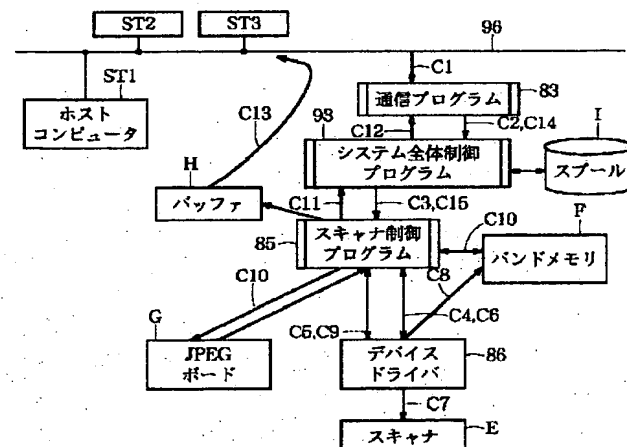 ST2
ST3
96
ST1
C1
ホスト
コンピュータ
通信プログラム
83
C13
93
C12
C2,C14
I
システム全体制御
プログラム
スプール
H
バッファ
C11
C3,C15
F
85
スキャナ制御
プログラム
C10
バンドメモリ
C10
C8
G
C5,C9
C4,C6
JPEG
ボード
デバイス
ドライバ
86
C7
スキャナ
E